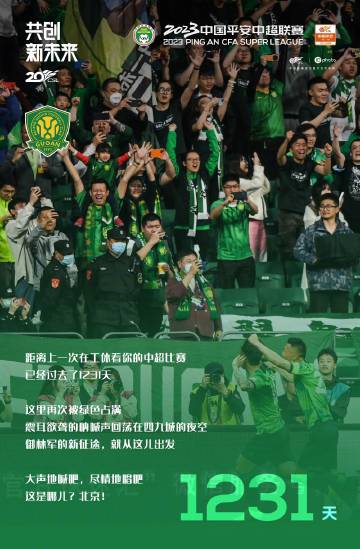 共创
新未来
2023中国平安中超联赛
2023 PING AN CFA SUPER LEAGUE
GUOAN
距离上一次在工体看你的中超比赛
已经过去了1231天
这里再次被绿色占满
震耳欲聋的呐喊声回荡在四九城的夜空
御林军的新征途，就从这儿出发
大声地喊吧，尽情地唱吧
这是哪儿？北京！
1231天